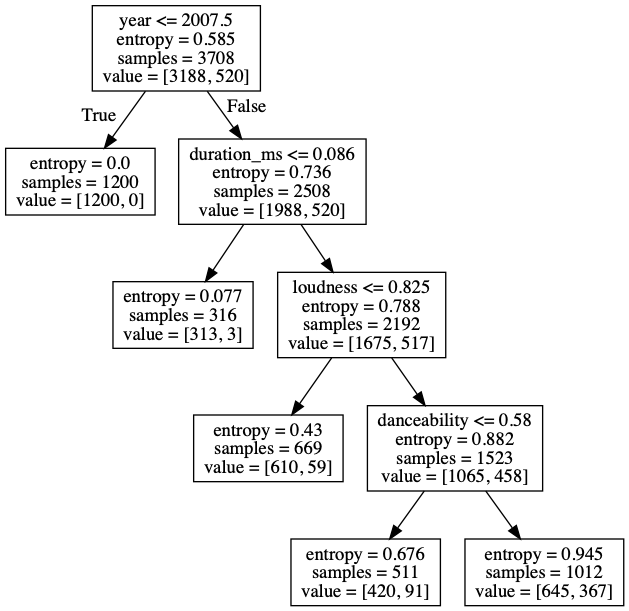 year <= 2007.5
entropy = 0.585
samples = 3708
value = [3188, 520]
True
False
entropy = 0.0
samples = 1200
value = [1200, 0]
duration_ms <= 0.086
entropy = 0.736
samples = 2508
value = [1988, 520]
entropy = 0.077
samples = 316
value = [313, 3]
loudness <= 0.825
entropy = 0.788
samples = 2192
value = [1675, 517]
entropy = 0.43
samples = 669
value = [610, 59]
danceability <= 0.58
entropy = 0.882
samples = 1523
value = [1065, 458]
entropy = 0.676
samples = 511
value = [420, 91]
entropy = 0.945
samples = 1012
value = [645, 367]